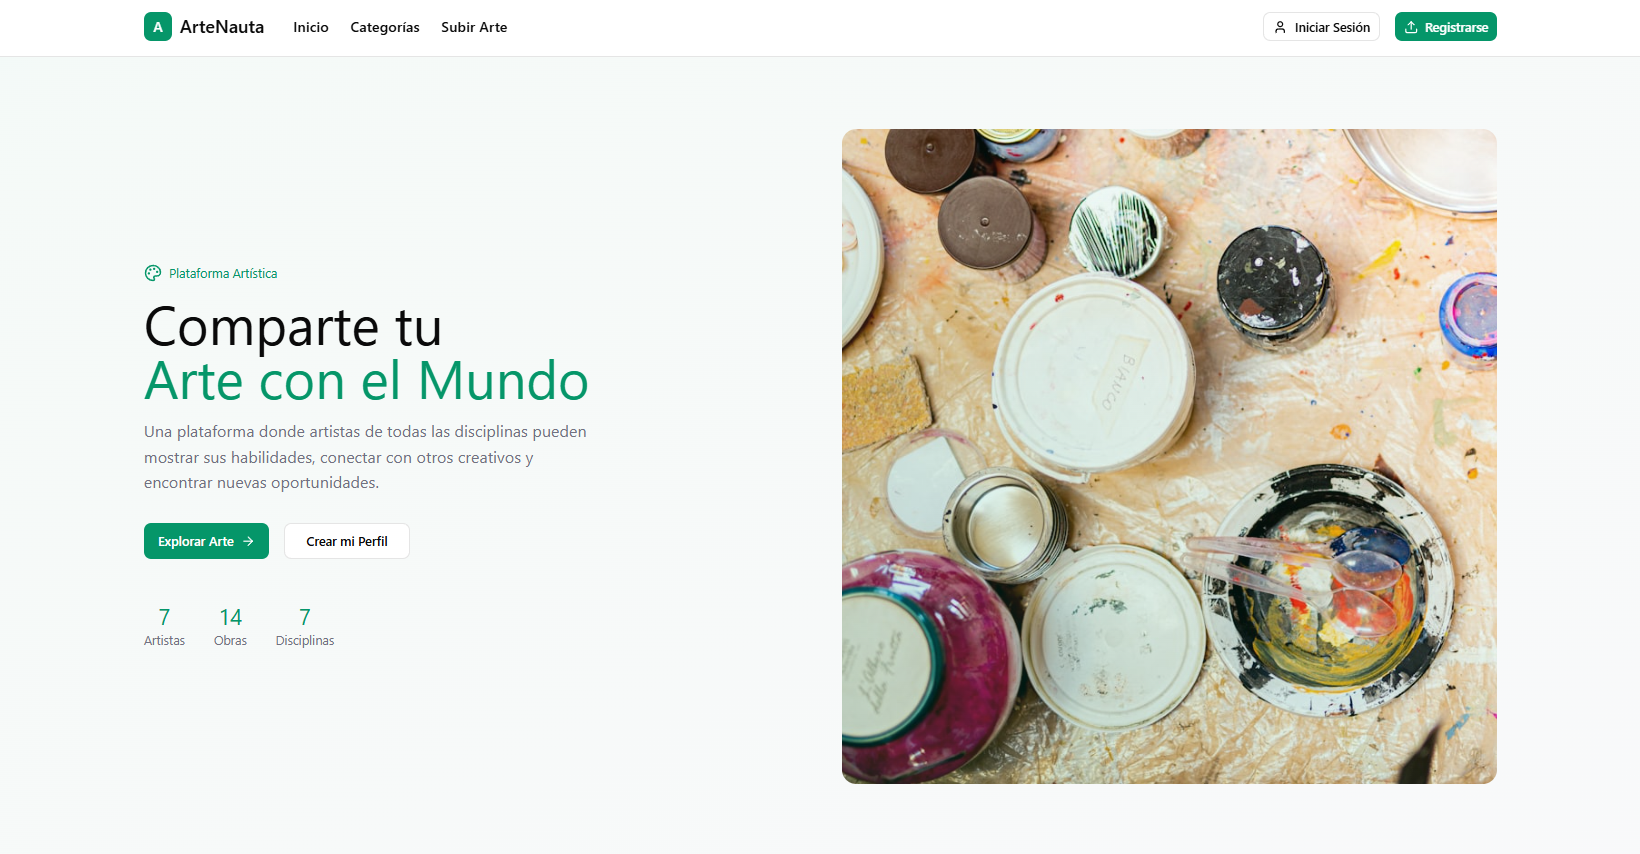 A ArteNauta Inicio Categorías Subir Arte Iniciar Sesión Registrarse
Plataforma Artística
Comparte tu
Arte con el Mundo
Una plataforma donde artistas de todas las disciplinas pueden
mostrar sus habilidades, conectar con otros creativos y
encontrar nuevas oportunidades.
Explorar Arte Crear mi Perfil
7 14 7
Artistas Obras Disciplinas
BIANCO